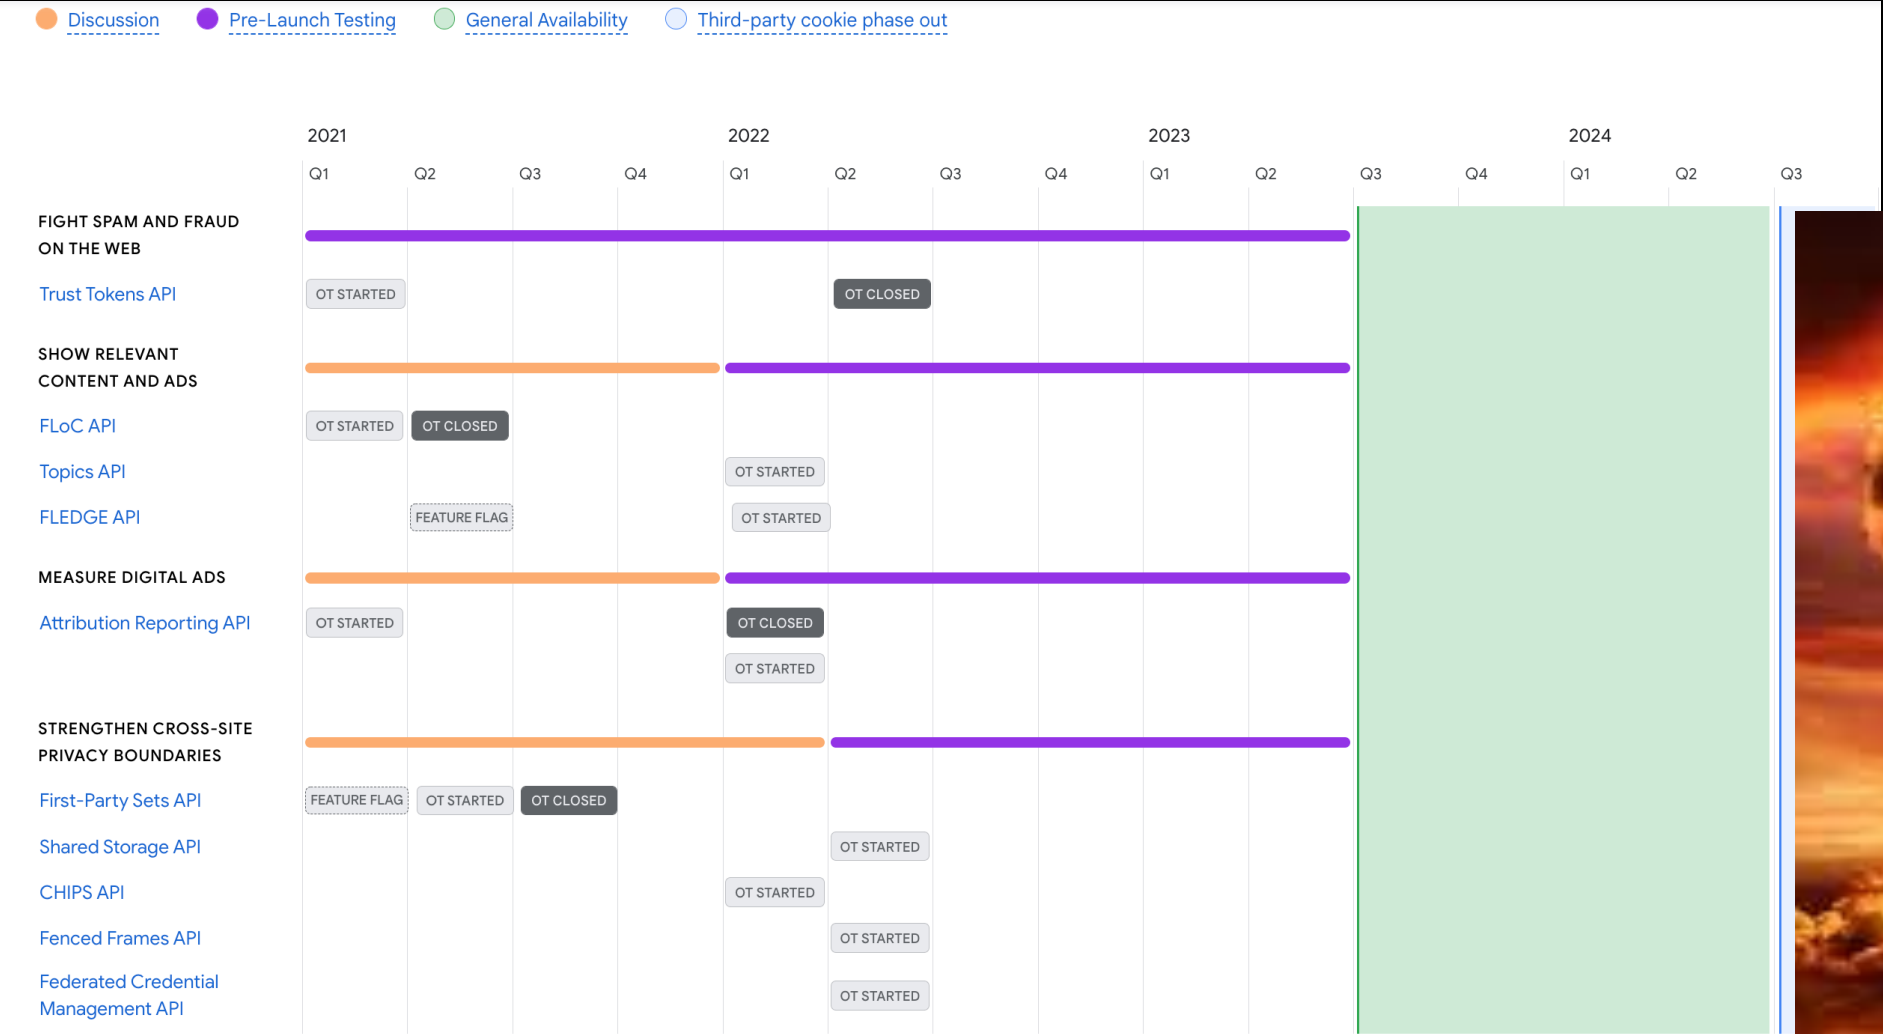 Discussion Pre-Launch Testing General Availability Third-party cookie phase out
2021 2022 2023 2024
Q1 Q2 Q3 Q4 Q1 Q2 Q3 Q4 Q1 Q2 Q3 Q4 Q1 Q2 Q3
FIGHT SPAM AND FRAUD
ON THE WEB
Trust Tokens API OT STARTED OT CLOSED
SHOW RELEVANT
CONTENT AND ADS
FLoC API OT STARTED OT CLOSED
Topics API OT STARTED
FLEDGE API FEATURE FLAG OT STARTED
MEASURE DIGITAL ADS
Attribution Reporting API OT STARTED OT CLOSED
OT STARTED
STRENGTHEN CROSS-SITE
PRIVACY BOUNDARIES
First-Party Sets API FEATURE FLAG OT STARTED OT CLOSED
Shared Storage API OT STARTED
CHIPS API OT STARTED
Fenced Frames API OT STARTED
Federated Credential
Management API OT STARTED